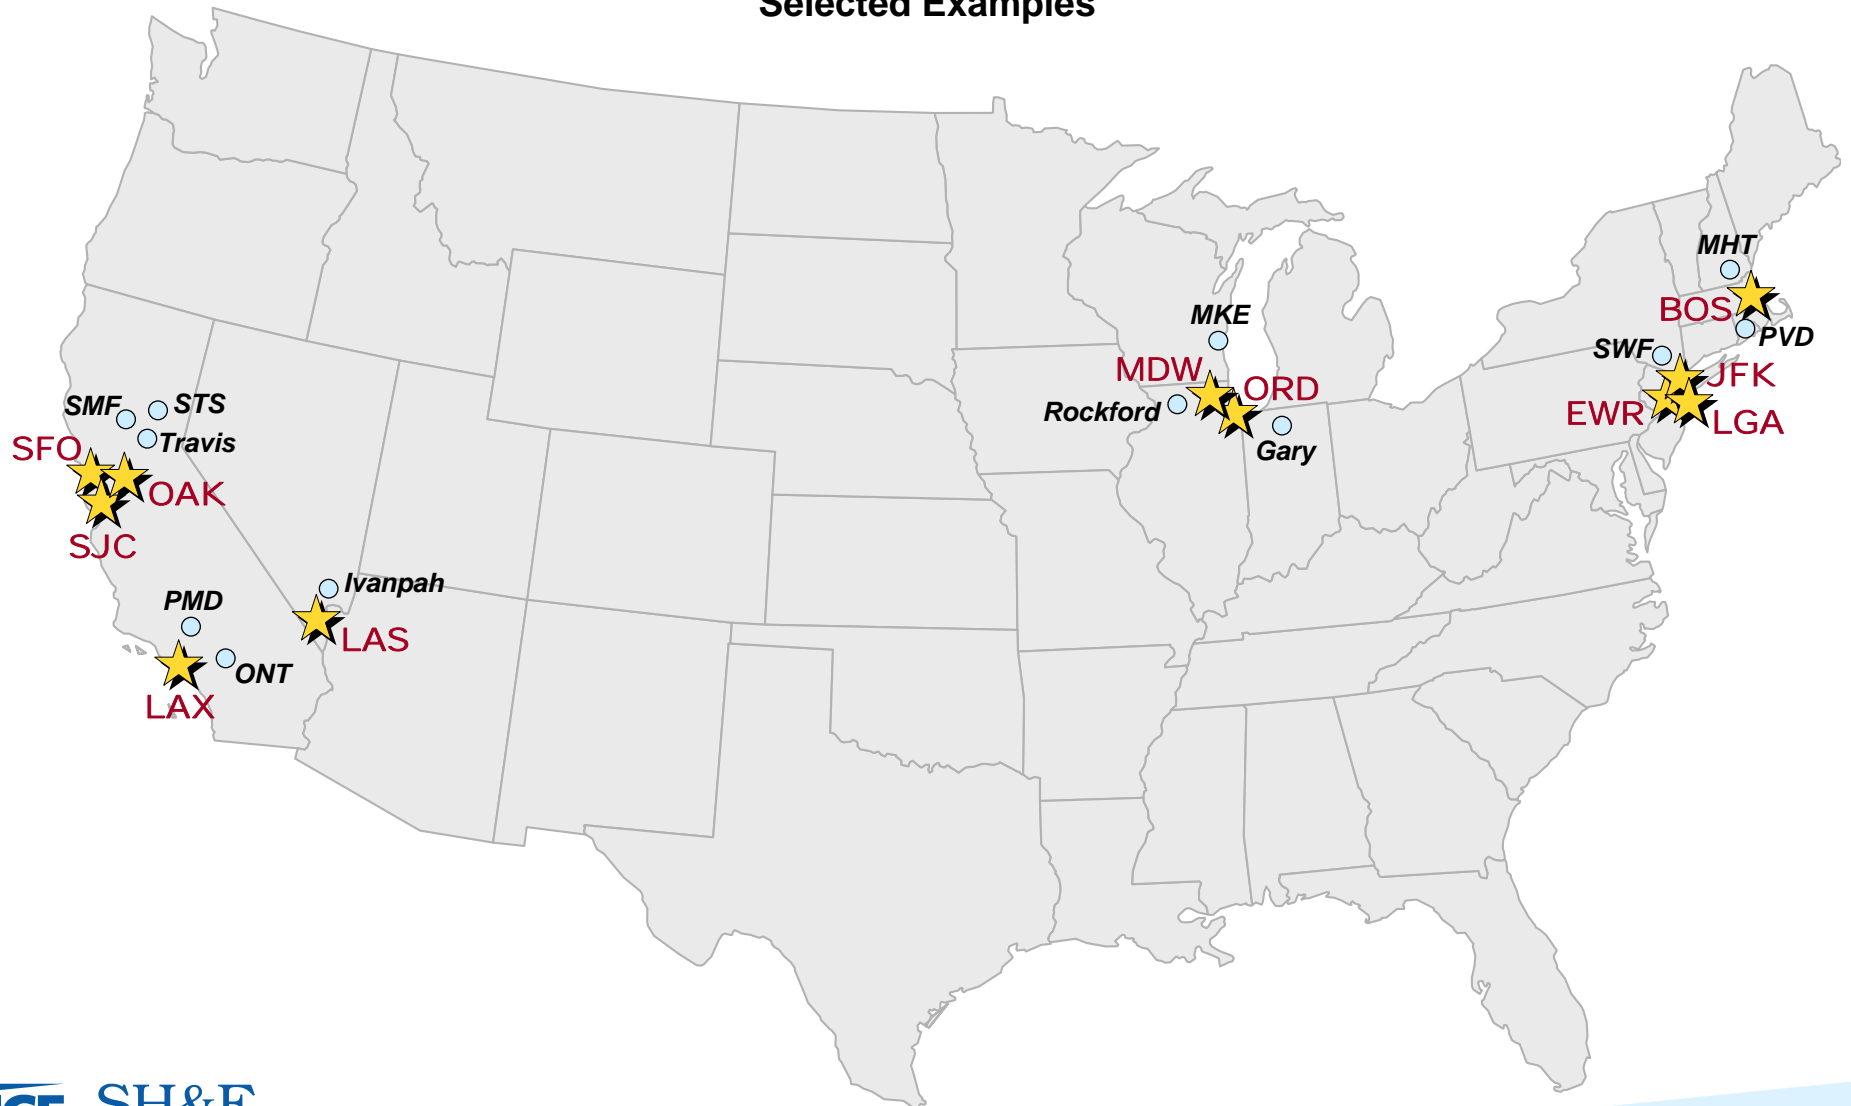 Selected Examples
MHT
BOS
PVD
MKE
SWF
MDW
ORD
JFK
Rockford
EWR
LGA
Gary
SMF
STS
Travis
SFO
OAK
SJC
Ivanpah
PMD
LAS
ONT
LAX
SH&E